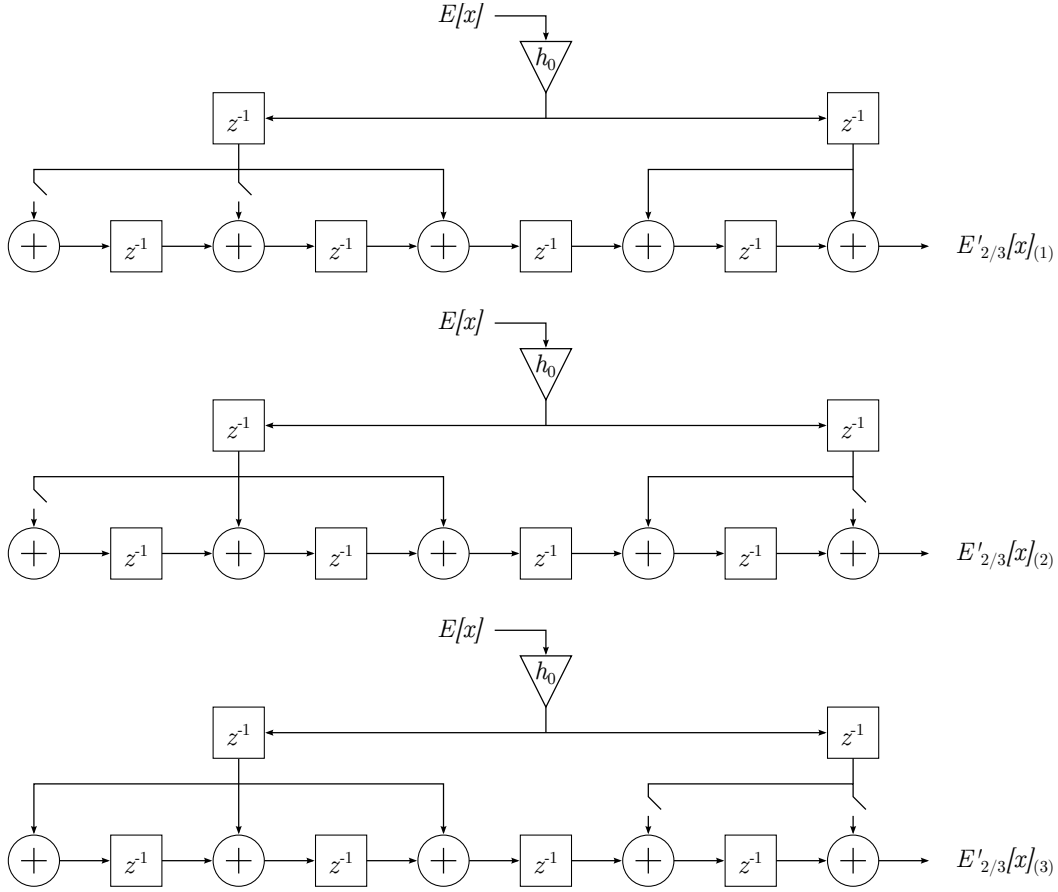 E[x]
h₀
z⁻¹ z⁻¹
+ z⁻¹ + z⁻¹ + z⁻¹ + z⁻¹ + E'₂/₃[x]₍₁₎
E[x]
h₀
z⁻¹ z⁻¹
+ z⁻¹ + z⁻¹ + z⁻¹ + z⁻¹ + E'₂/₃[x]₍₂₎
E[x]
h₀
z⁻¹ z⁻¹
+ z⁻¹ + z⁻¹ + z⁻¹ + z⁻¹ + E'₂/₃[x]₍₃₎